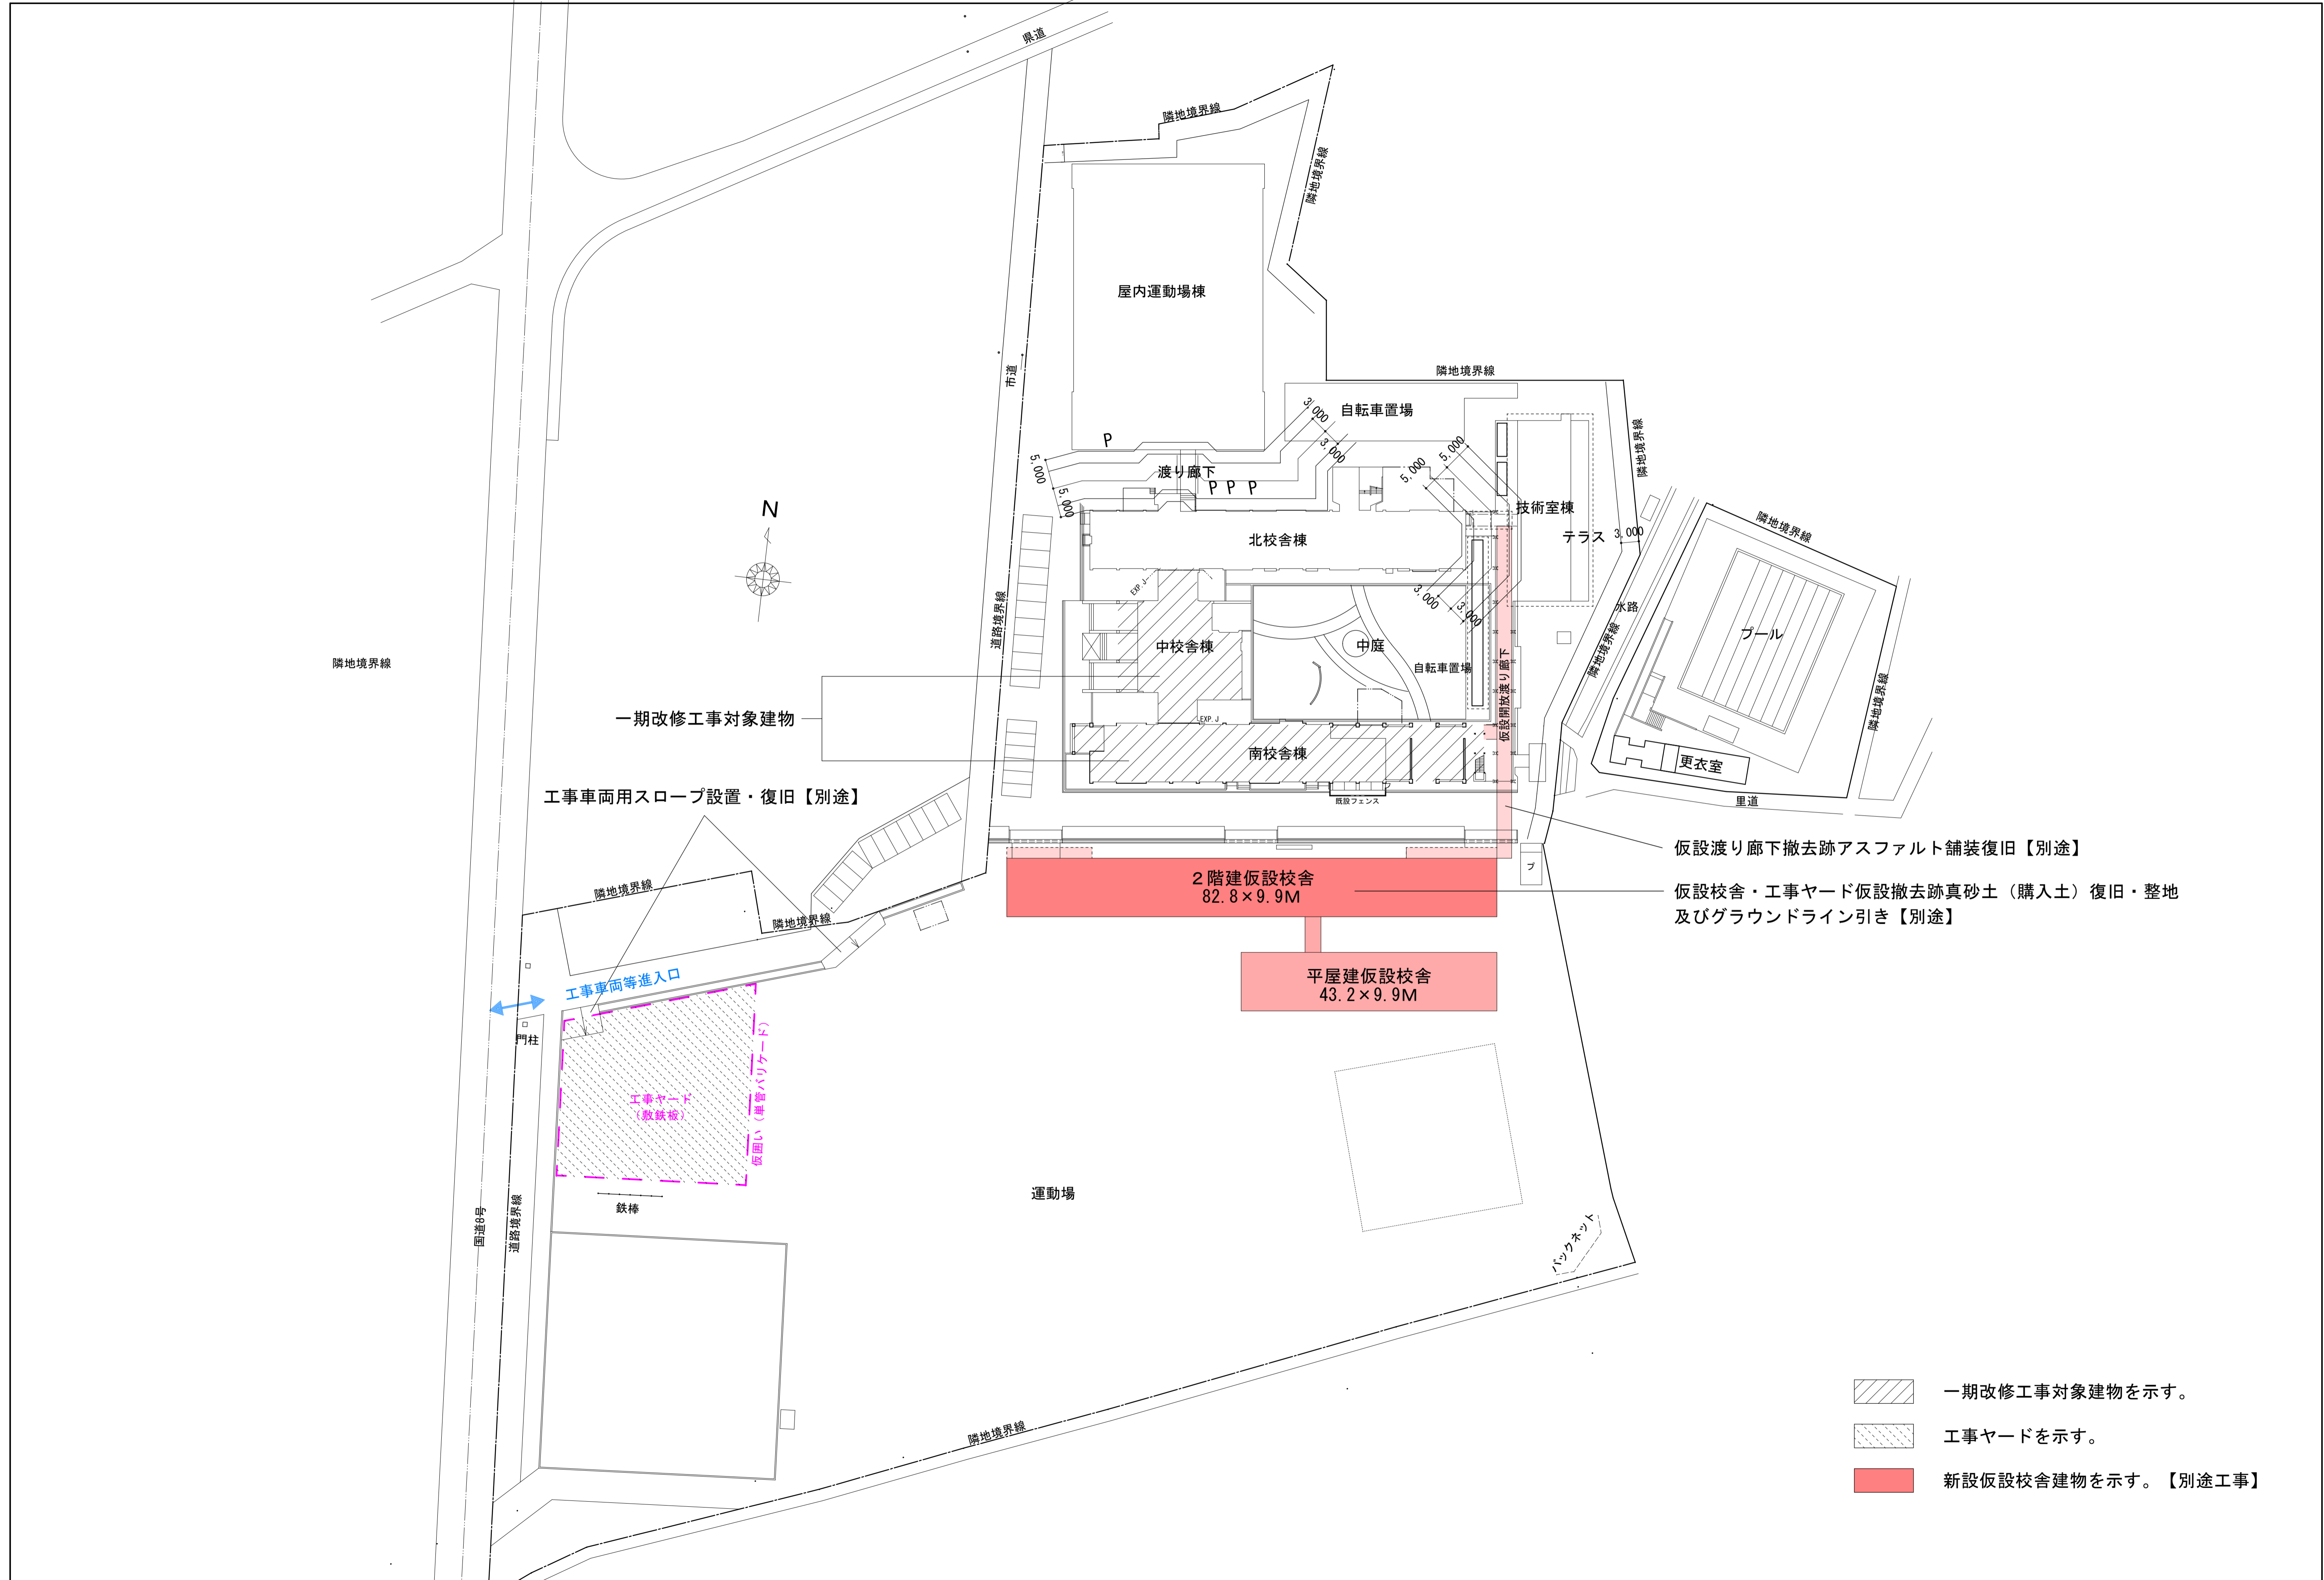 県道
隣地境界線
隣地境界線
屋内運動場棟
市道
隣地境界線
自転車置場
隣地境界線
3,000
3,000
P
5,000
5,000
渡り廊下
P P P
5,000
5,000
技術室棟
テラス
3,000
N
北校舎棟
EXP.J
中校舎棟
中庭
自転車置場
3,000
3,000
仮設開放渡り廊下
水路
隣地境界線
隣地境界線
プール
隣地境界線
更衣室
里道
道路境界線
隣地境界線
一期改修工事対象建物
EXP.J
南校舎棟
既設フェンス
工事車両用スロープ設置・復旧【別途】
仮設渡り廊下撤去跡アスファルト舗装復旧【別途】
2階建仮設校舎
82.8×9.9M
プ
仮設校舎・工事ヤード仮設撤去跡真砂土(購入土)復旧・整地
及びグラウンドライン引き【別途】
隣地境界線
隣地境界線
工事車両等進入口
平屋建仮設校舎
43.2×9.9M
門柱
工事ヤード
(敷鉄板)
仮囲い(単管バリケード)
鉄棒
運動場
国道8号
道路境界線
バックネット
隣地境界線
一期改修工事対象建物を示す。
工事ヤードを示す。
新設仮設校舎建物を示す。【別途工事】